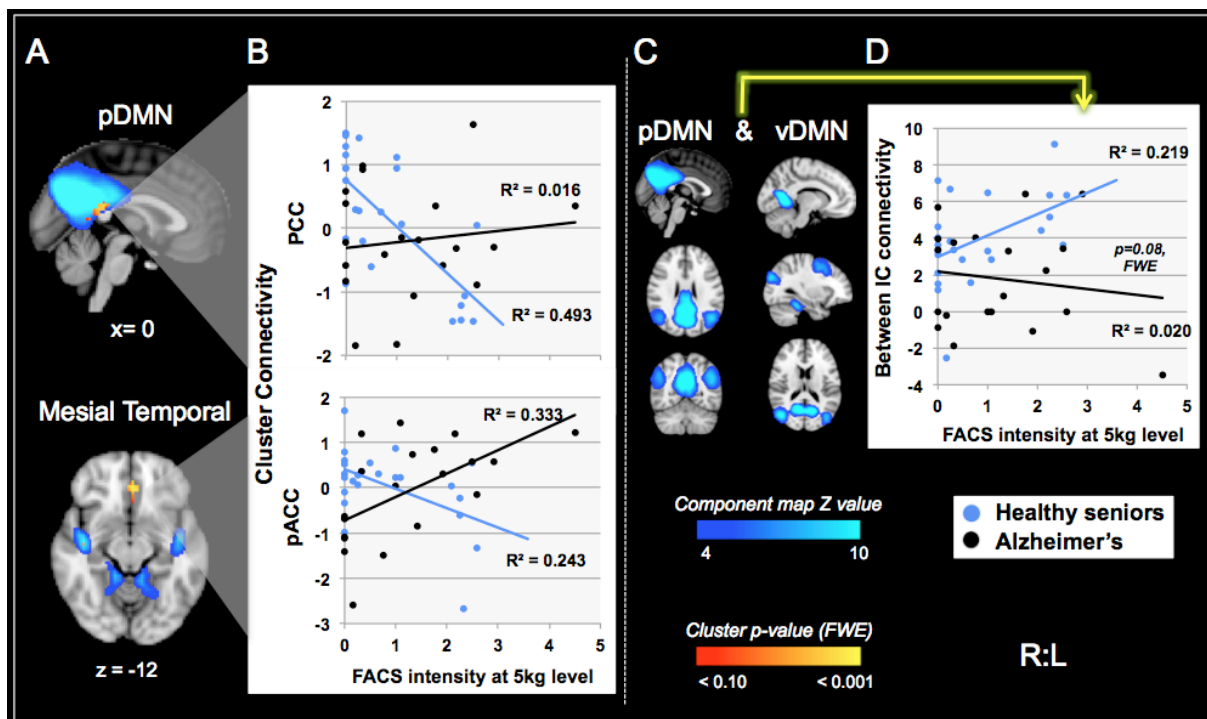 A
B
C
D
pDMN
x= 0
Mesial Temporal
z = -12
Cluster Connectivity
PCC
2
1
0
-1
-2
R² = 0.016
R² = 0.493
pACC
2
1
0
-1
-2
-3
R² = 0.333
R² = 0.243
0 1 2 3 4 5
FACS intensity at 5kg level
pDMN & vDMN
Between IC connectivity
10
8
6
4
2
0
-2
-4
R² = 0.219
p=0.08,
FWE
R² = 0.020
0 1 2 3 4 5
FACS intensity at 5kg level
Component map Z value
4 10
Healthy seniors
Alzheimer's
Cluster p-value (FWE)
< 0.10 < 0.001
R:L